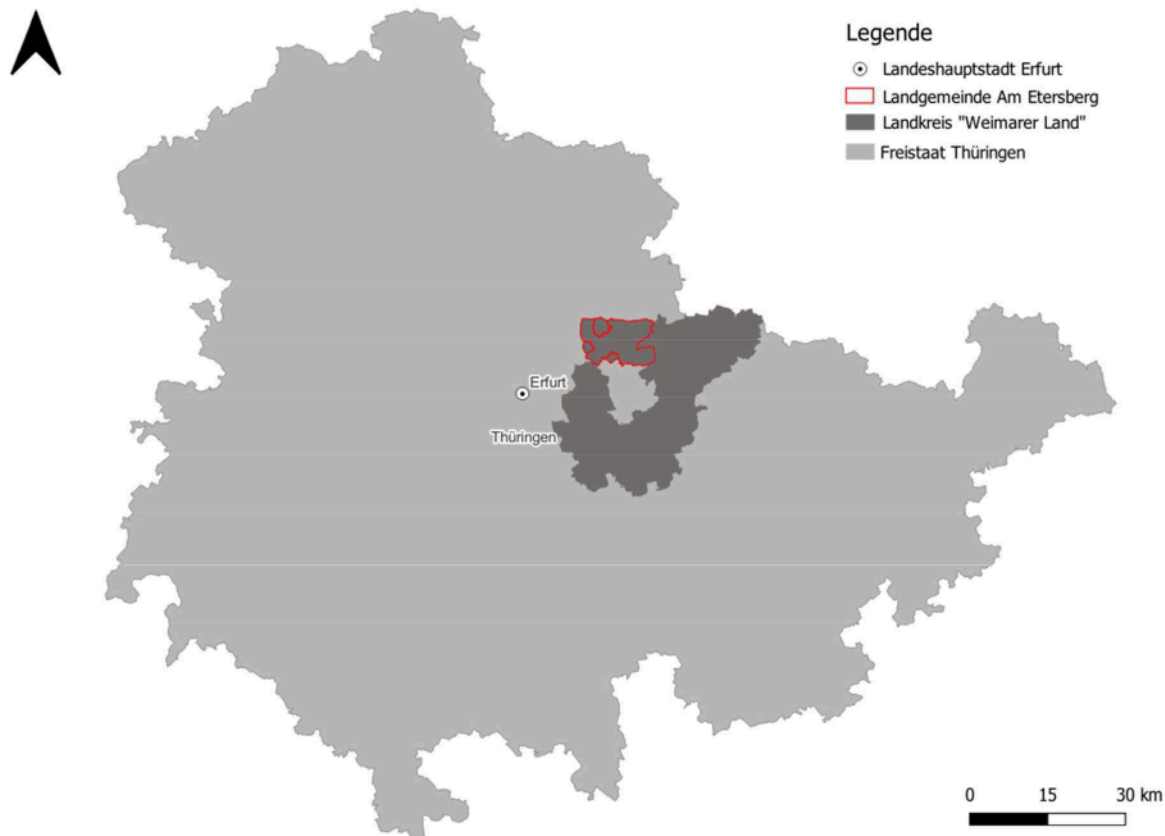 Legende
Landeshauptstadt Erfurt
Landgemeinde Am Etersberg
Landkreis "Weimarer Land"
Freistaat Thüringen
Erfurt
Thüringen
0 15 30 km